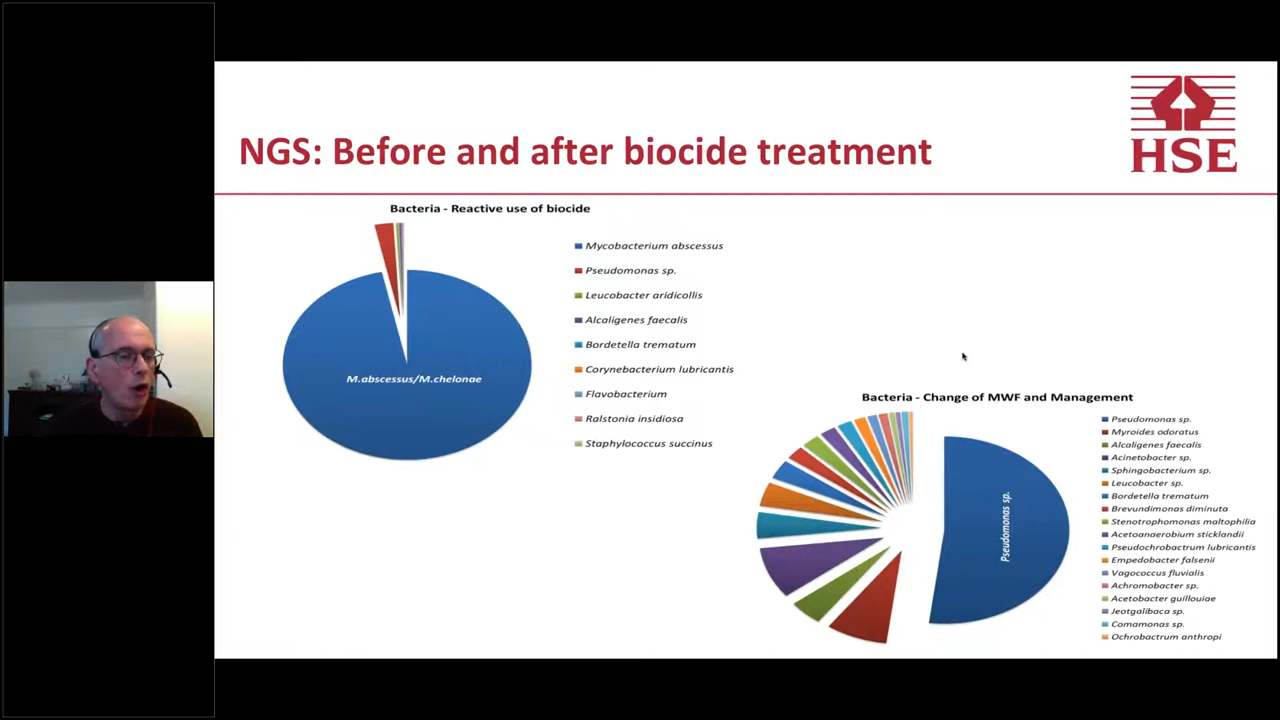 NGS: Before and after biocide treatment
HSE
Bacteria - Reactive use of biocide
M.abscessus/M.chelonae
Mycobacterium abscessus
Pseudomonas sp.
Leucobacter aridicollis
Alcaligenes faecalis
Bordetella trematum
Corynebacterium lubricantis
Flavobacterium
Ralstonia insidiosa
Staphylococcus succinus
Bacteria - Change of MWF and Management
Pseudomonas sp.
Pseudomonas sp.
Myroides odoratus
Alcaligenes faecalis
Acinetobacter sp.
Sphingobacterium sp.
Leucobacter sp.
Bordetella trematum
Brevundimonas diminuta
Stenotrophomonas maltophilia
Acetoanaerobium sticklandii
Pseudochrobactrum lubricantis
Empedobacter falsenii
Vagococcus fluvialis
Achromobacter sp.
Acetobacter guillouiae
Jeotgalibaca sp.
Comamonas sp.
Ochrobactrum anthropi